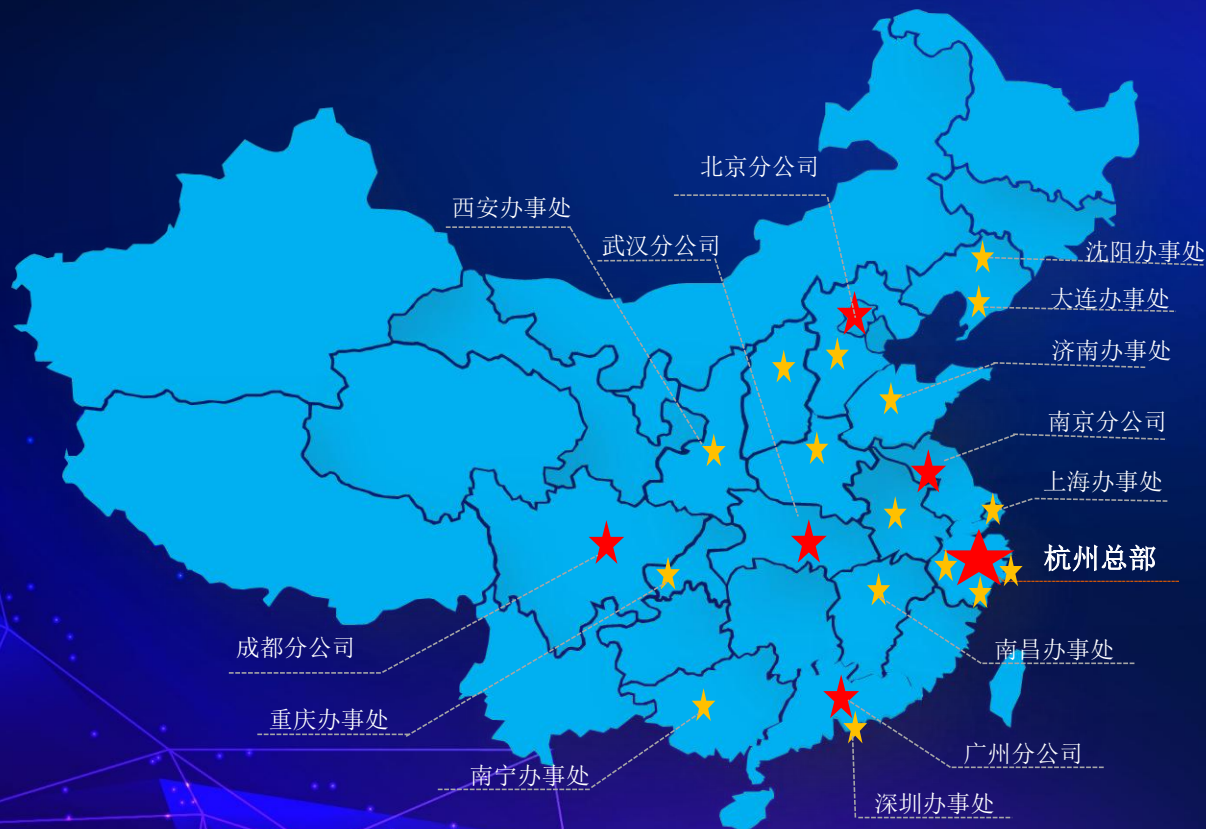 北京分公司
西安办事处
武汉分公司
沈阳办事处
大连办事处
济南办事处
南京分公司
上海办事处
杭州总部
成都分公司
南昌办事处
重庆办事处
广州分公司
南宁办事处
深圳办事处